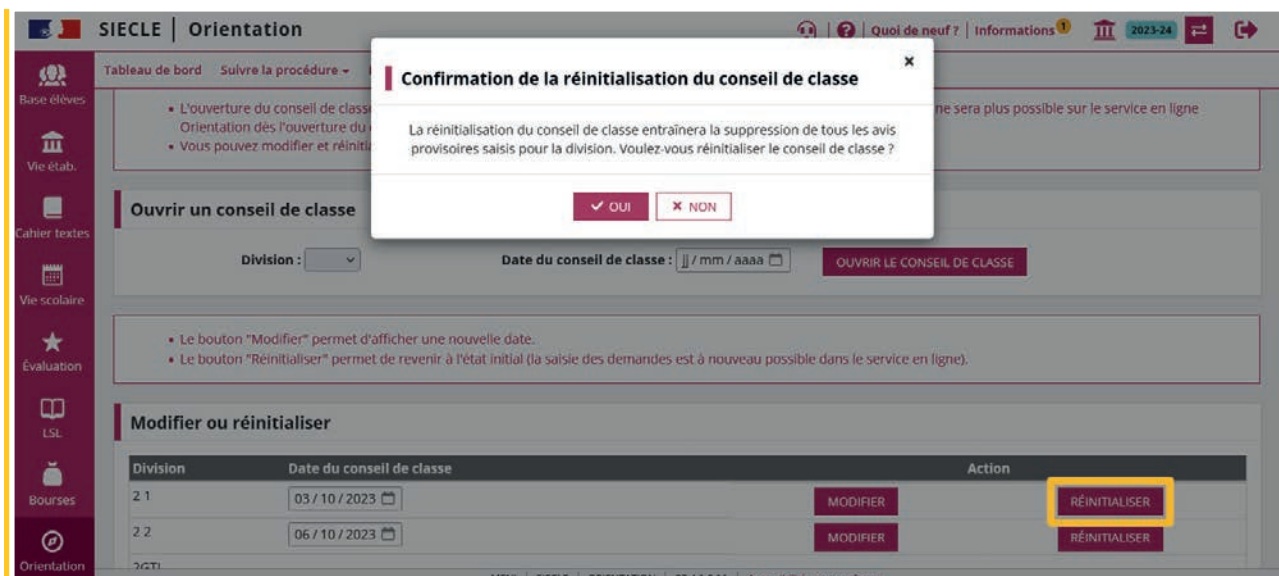 SIECLE | Orientation
Quoi de neuf ? | Informations 1
2023-24
Tableau de bord Suivre la procédure
Confirmation de la réinitialisation du conseil de classe
×
La réinitialisation du conseil de classe entraînera la suppression de tous les avis
provisoires saisis pour la division. Voulez-vous réinitialiser le conseil de classe ?
OUI
NON
Base élèves
Vie étab.
Cahier textes
Vie scolaire
Évaluation
LSL
Bourses
Orientation
• L'ouverture du conseil de class
ne sera plus possible sur le service en ligne
Orientation dès l'ouverture du
• Vous pouvez modifier et réiniti
Ouvrir un conseil de classe
Division :
Date du conseil de classe : jj / mm / aaaa
OUVRIR LE CONSEIL DE CLASSE
• Le bouton "Modifier" permet d'afficher une nouvelle date.
• Le bouton "Réinitialiser" permet de revenir à l'état initial (la saisie des demandes est à nouveau possible dans le service en ligne).
Modifier ou réinitialiser
Division Date du conseil de classe Action
2 1 03 / 10 / 2023 MODIFIER RÉINITIALISER
2 2 06 / 10 / 2023 MODIFIER RÉINITIALISER
2GTL